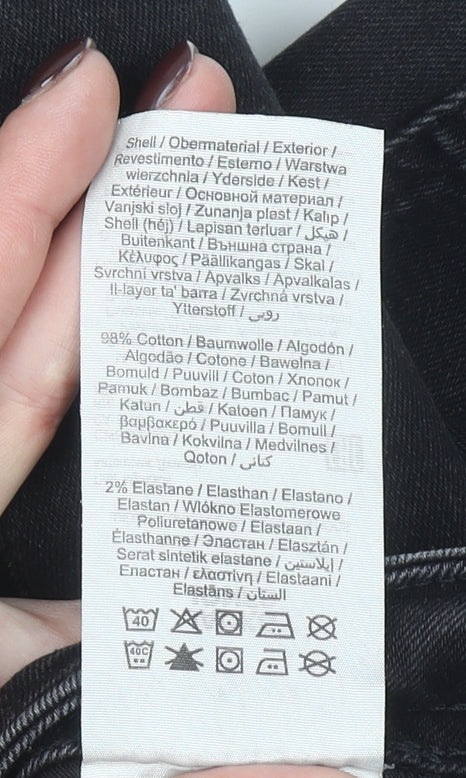 Shell / Obermaterial / Exterior /
Revestimento / Esterno / Warstwa
wierzchnia / Yderside / Kest /
Extérieur / Основной материал /
Vanjski sloj / Zunanja plast / Kalıp /
Shell (héj) / Lapisan terluar / هيكل /
Buitenkant / Външна страна /
Κέλυφος / Päällikangas / Skal /
Svrchní vrstva / Apvalks / Apvalkalas /
Il-layer ta' barra / Zvrchná vrstva /
Ytterstoff / رویی
98% Cotton / Baumwolle / Algodón /
Algodão / Cotone / Bawełna /
Bomuld / Puuvill / Coton / Хлопок /
Pamuk / Bombaz / Bumbac / Pamut /
Katun / قطن / Katoen / Памук /
βαμβακερό / Puuvilla / Bomull /
Bavlna / Kokvilna / Medvilnes /
Qoton / کتانی
2% Elastane / Elasthan / Elastano /
Elastan / Włókno Elastomerowe
Poliuretanowe / Elastaan /
Élasthanne / Эластан / Elasztán /
Serat sintetik elastane / إيلاستين /
Еластан / ελαστίνη / Elastaani /
Elastāns / الستان
40
40C